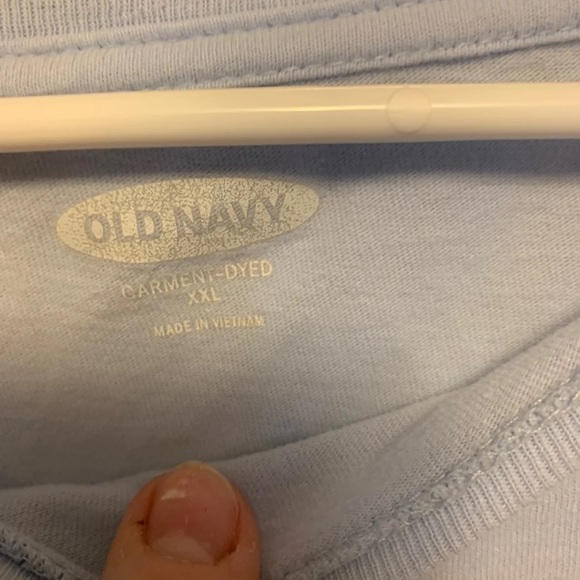 OLD NAVY
GARMENT-DYED
XXL
MADE IN VIETNAM